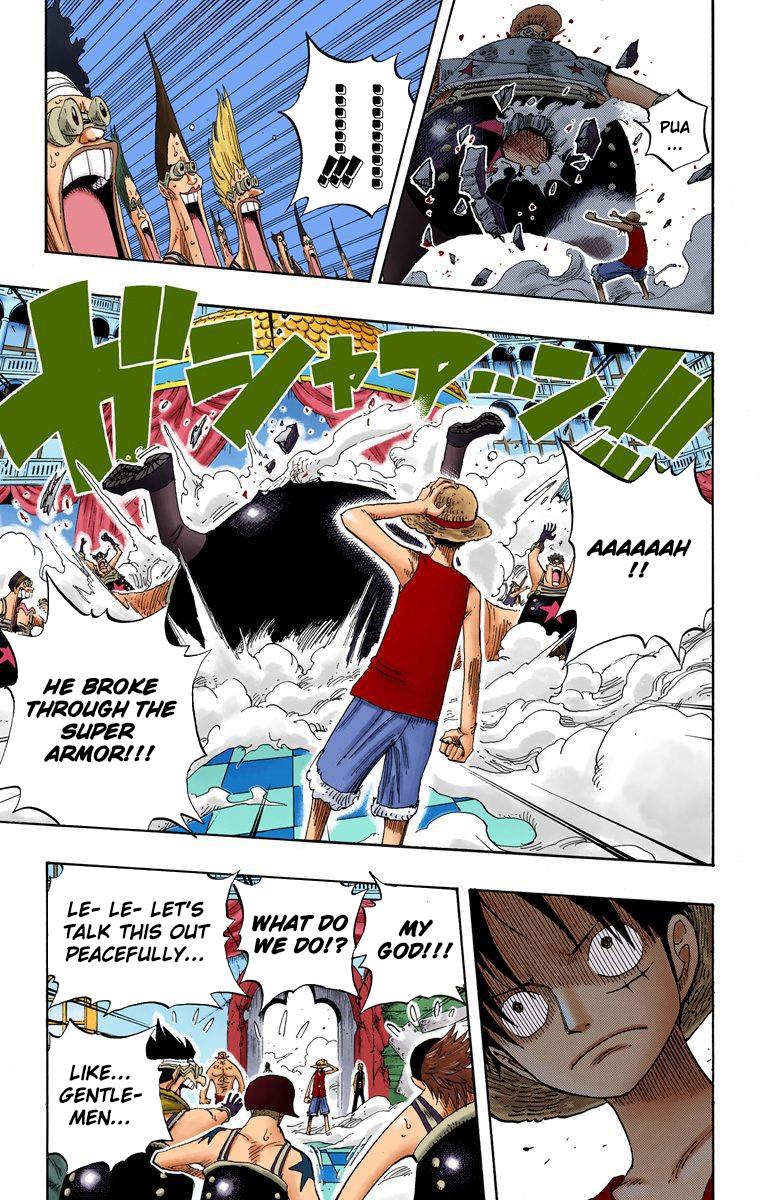 PUA
...
!!!!!!!!!
!!!!!!!!
!!!
ガシャアッン!!!
AAAAAAH
!!
HE BROKE
THROUGH THE
SUPER
ARMOR!!!
MY
GOD!!!
WHAT DO
WE DO!?
LE- LE- LET'S
TALK THIS OUT
PEACEFULLY...
LIKE...
GENTLE-
MEN...